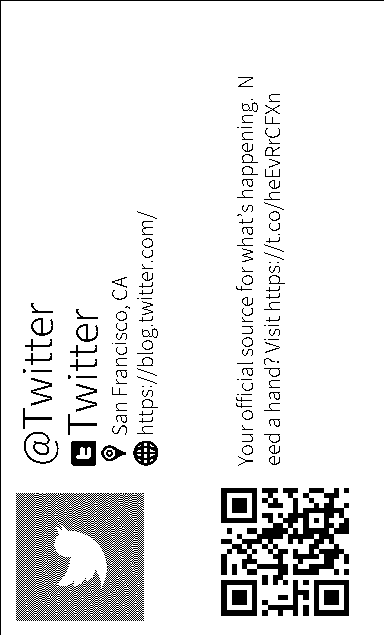 @Twitter
Twitter
San Francisco, CA
https://blog.twitter.com/
Your official source for what's happening. N
eed a hand? Visit https://t.co/heEvRrCFXn